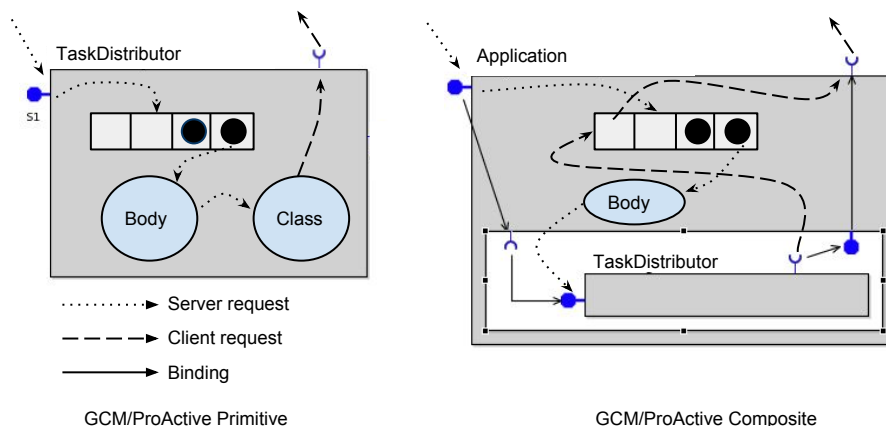 TaskDistributor
S1
Body
Class
Server request
Client request
Binding
GCM/ProActive Primitive
Application
Body
TaskDistributor
GCM/ProActive Composite